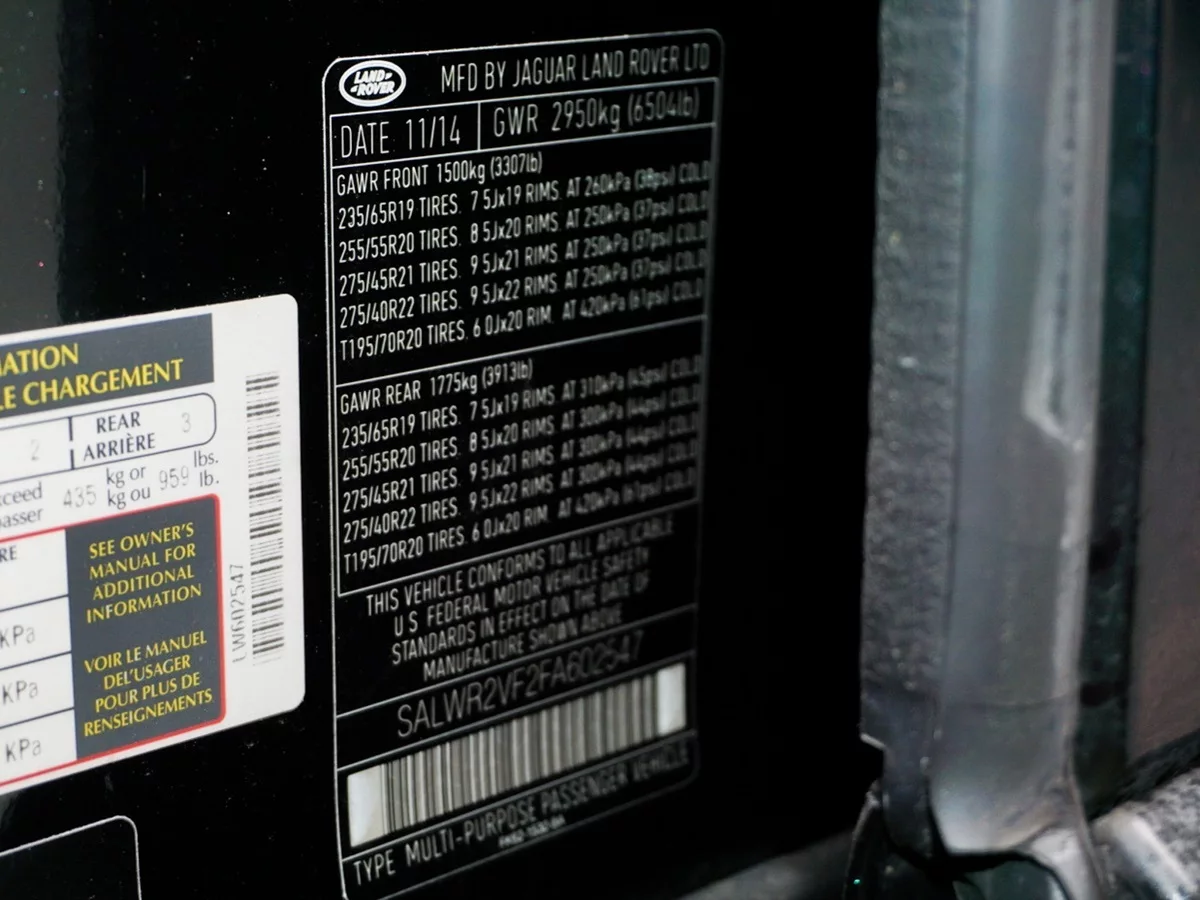 ATION
LE CHARGEMENT
2 REAR 3
ARRIÈRE
xceed 435 kg or 959 lbs.
passer kg ou lb.
RE
KPa
KPa
KPa
SEE OWNER'S
MANUAL FOR
ADDITIONAL
INFORMATION
VOIR LE MANUEL
DEL'USAGER
POUR PLUS DE
RENSEIGNEMENTS
LW602547
LAND-
-ROVER
MFD BY JAGUAR LAND ROVER LTD
DATE 11/14 GWR 2950kg (6504lb)
GAWR FRONT 1500kg (3307lb)
235/65R19 TIRES. 7 5Jx19 RIMS. AT 260kPa (38psi) COLD
255/55R20 TIRES. 8 5Jx20 RIMS. AT 250kPa (37psi) COLD
275/45R21 TIRES. 9 5Jx21 RIMS. AT 250kPa (37psi) COLD
275/40R22 TIRES. 9 5Jx22 RIMS. AT 250kPa (37psi) COLD
T195/70R20 TIRES. 6 0Jx20 RIM. AT 420kPa (61psi) COLD
GAWR REAR 1775kg (3913lb)
235/65R19 TIRES. 7 5Jx19 RIMS AT 310kPa (45psi) COLD
255/55R20 TIRES. 8 5Jx20 RIMS AT 300kPa (44psi) COLD
275/45R21 TIRES. 9 5Jx21 RIMS AT 300kPa (44psi) COLD
275/40R22 TIRES. 9 5Jx22 RIMS AT 300kPa (44psi) COLD
T195/70R20 TIRES. 6 0Jx20 RIM. AT 420kPa (61psi) COLD
THIS VEHICLE CONFORMS TO ALL APPLICABLE
U S FEDERAL MOTOR VEHICLE SAFETY
STANDARDS IN EFFECT ON THE DATE OF
MANUFACTURE SHOWN ABOVE
SALWR2VF2FA602547
TYPE MULTI-PURPOSE PASSENGER VEHICLE